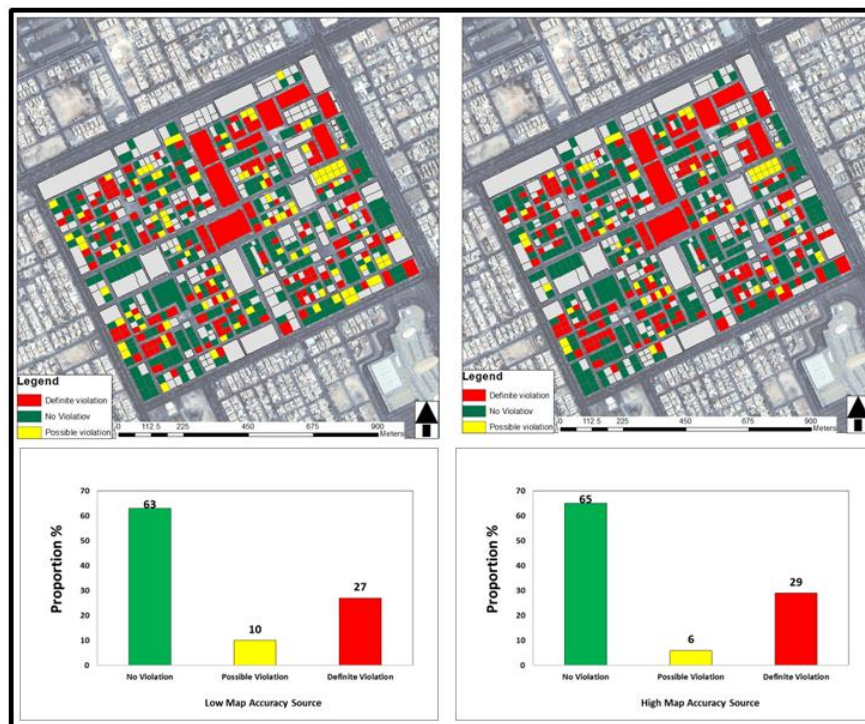 Legend
Definite violation
No Violatiov
Possible violation
0 112.5 225 450 675 900
Meters
Legend
Definite violation
No Violatiov
Possible violation
0 112.5 225 450 675 900
Meters
Proportion %
70
60
50
40
30
20
10
0
63
10
27
No Violation Possible Violation Definite Violation
Low Map Accuracy Source
Proportion %
70
60
50
40
30
20
10
0
65
6
29
No Violation Possible Violation Definite Violation
High Map Accuracy Source